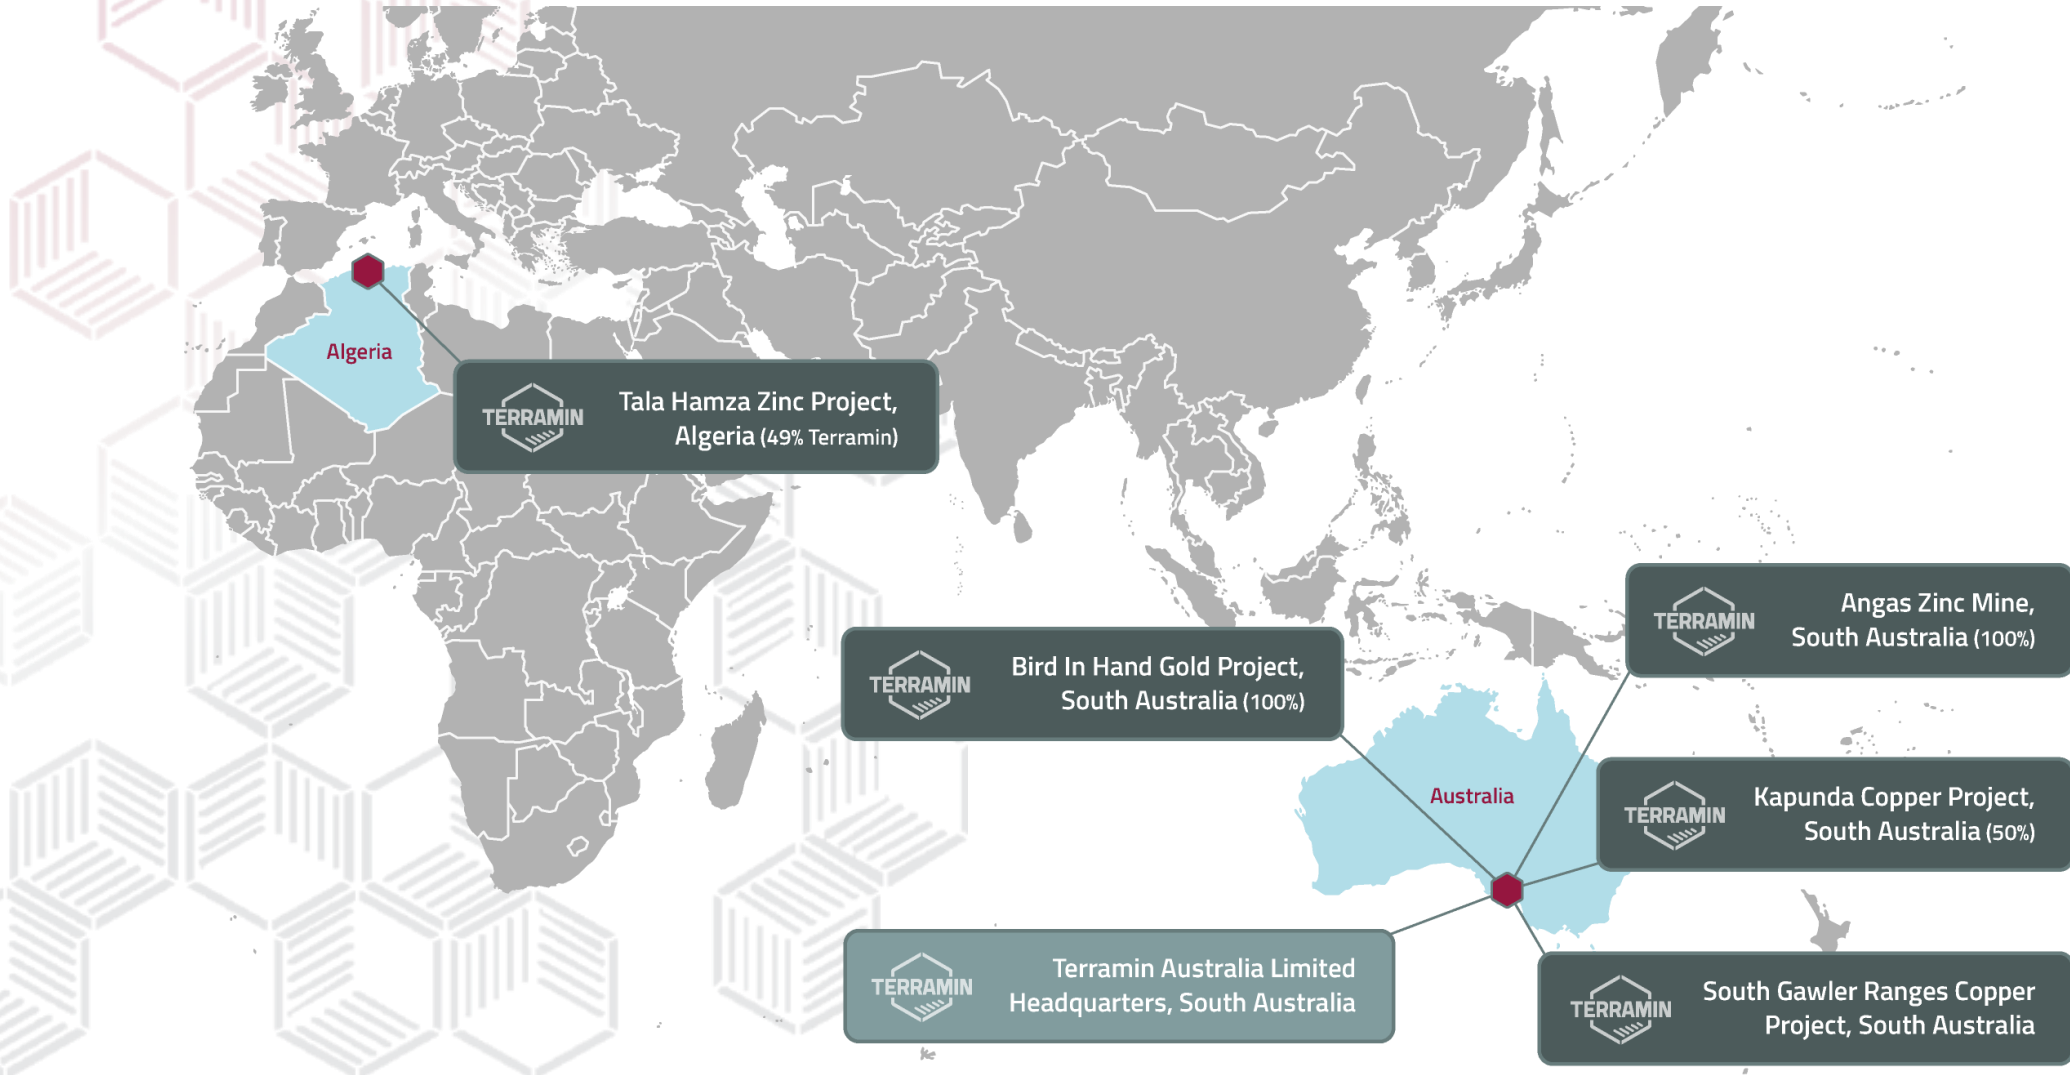 Algeria
TERRAMIN
Tala Hamza Zinc Project,
Algeria (49% Terramin)
TERRAMIN
Angas Zinc Mine,
South Australia (100%)
TERRAMIN
Bird In Hand Gold Project,
South Australia (100%)
Australia
TERRAMIN
Kapunda Copper Project,
South Australia (50%)
TERRAMIN
Terramin Australia Limited
Headquarters, South Australia
TERRAMIN
South Gawler Ranges Copper
Project, South Australia